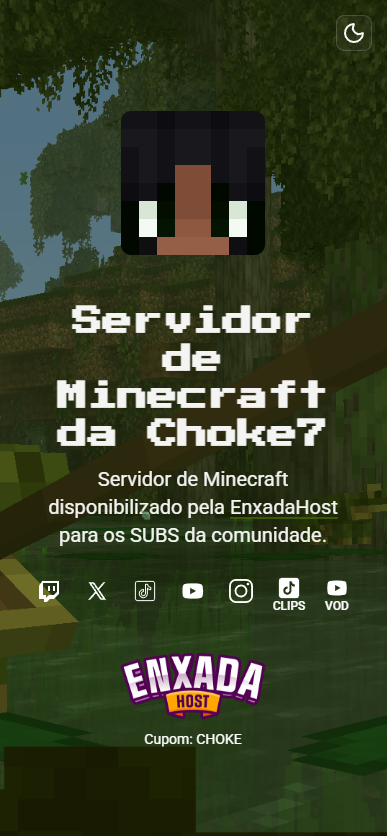 Servidor
de
Minecraft
da Choke7
Servidor de Minecraft
disponibilizado pela EnxadaHost
para os SUBS da comunidade.
CLIPS VOD
ENXADA
HOST
Cupom: CHOKE